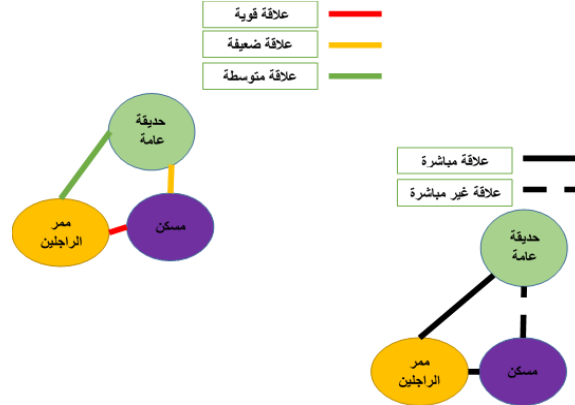 علاقة قوية
علاقة ضعيفة
علاقة متوسطة
حديقة
عامة
ممر
الراجلين
مسكن
علاقة مباشرة
علاقة غير مباشرة
حديقة
عامة
ممر
الراجلين
مسكن